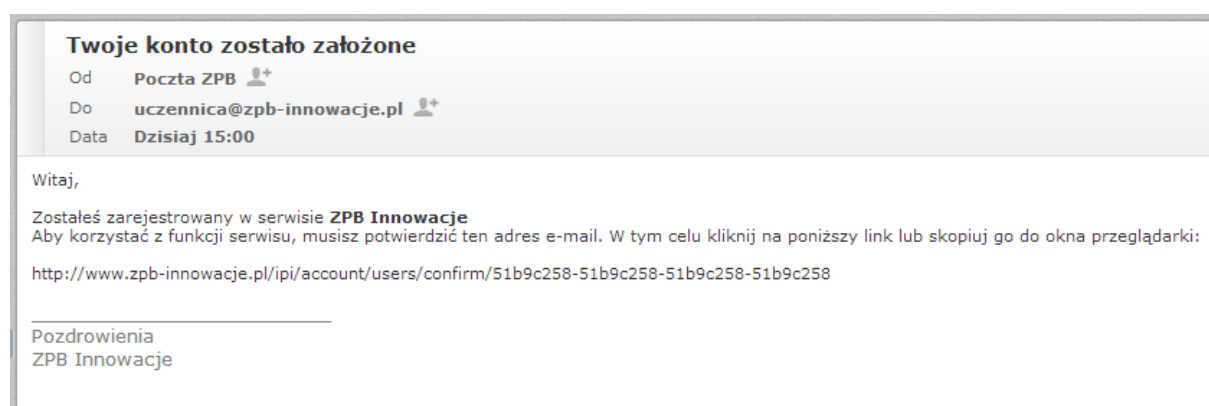 Twoje konto zostało założone
Od Poczta ZPB
Do uczennica@zpb-innowacje.pl
Data Dzisiaj 15:00
Witaj,
Zostałeś zarejestrowany w serwisie ZPB Innowacje
Aby korzystać z funkcji serwisu, musisz potwierdzić ten adres e-mail. W tym celu kliknij na poniższy link lub skopiuj go do okna przeglądarki:
http://www.zpb-innowacje.pl/ipi/account/users/confirm/51b9c258-51b9c258-51b9c258-51b9c258
Pozdrowienia
ZPB Innowacje